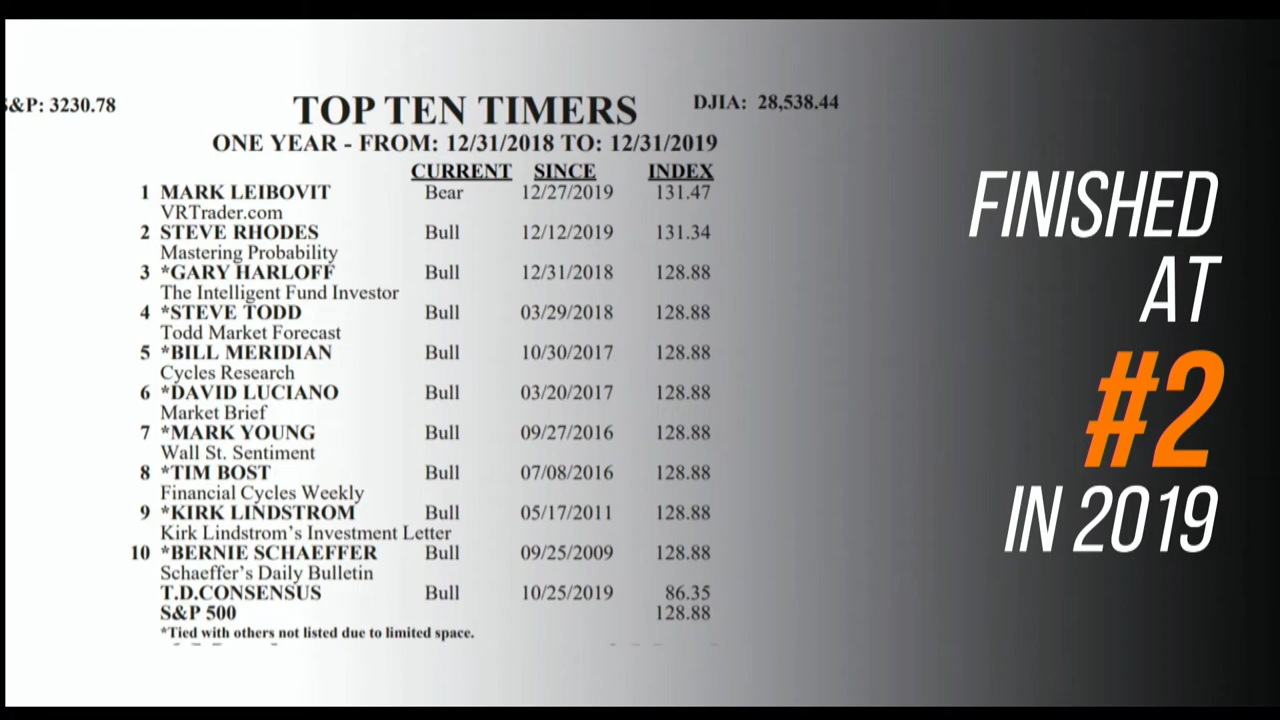 S&P: 3230.78
TOP TEN TIMERS
DJIA: 28,538.44
ONE YEAR - FROM: 12/31/2018 TO: 12/31/2019
CURRENT SINCE INDEX
1 MARK LEIBOVIT Bear 12/27/2019 131.47
VRTrader.com
2 STEVE RHODES Bull 12/12/2019 131.34
Mastering Probability
3 *GARY HARLOFF Bull 12/31/2018 128.88
The Intelligent Fund Investor
4 *STEVE TODD Bull 03/29/2018 128.88
Todd Market Forecast
5 *BILL MERIDIAN Bull 10/30/2017 128.88
Cycles Research
6 *DAVID LUCIANO Bull 03/20/2017 128.88
Market Brief
7 *MARK YOUNG Bull 09/27/2016 128.88
Wall St. Sentiment
8 *TIM BOST Bull 07/08/2016 128.88
Financial Cycles Weekly
9 *KIRK LINDSTROM Bull 05/17/2011 128.88
Kirk Lindstrom's Investment Letter
10 *BERNIE SCHAEFFER Bull 09/25/2009 128.88
Schaeffer's Daily Bulletin
T.D.CONSENSUS Bull 10/25/2019 86.35
S&P 500 128.88
*Tied with others not listed due to limited space.
FINISHED
AT
#2
IN 2019